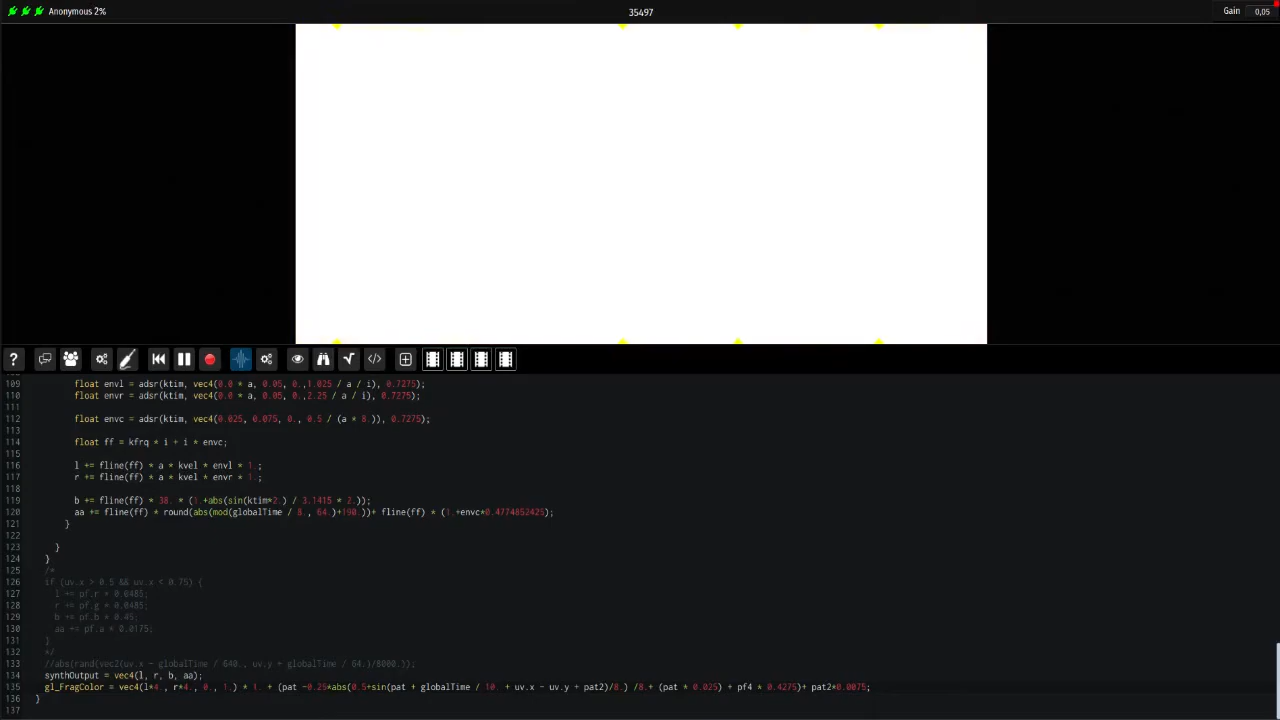 Anonymous 2%
35497
Gain 0,05
109 float envl = adsr(ktim, vec4(0.0 * a, 0.05, 0.,1.025 / a / i), 0.7275);
110 float envr = adsr(ktim, vec4(0.0 * a, 0.05, 0.,2.25 / a / i), 0.7275);
111
112 float envc = adsr(ktim, vec4(0.025, 0.075, 0., 0.5 / (a * 8.)), 0.7275);
113
114 float ff = kfrq * i + i * envc;
115
116 l += fline(ff) * a * kvel * envl * 1.;
117 r += fline(ff) * a * kvel * envr * 1.;
118
119 b += fline(ff) * 38. * (1.+abs(sin(ktim*2.) / 3.1415 * 2.));
120 aa += fline(ff) * round(abs(mod(globalTime / 8., 64.)+190.))+ fline(ff) * (1.+envc*0.4774852425);
121 }
122
123 }
124 }
125 /*
126 if (uv.x > 0.5 && uv.x < 0.75) {
127 l += pf.r * 0.0485;
128 r += pf.g * 0.0485;
129 b += pf.b * 0.45;
130 aa += pf.a * 0.0175;
131 }
132 */
133 //abs(rand(vec2(uv.x - globalTime / 640., uv.y + globalTime / 64.)/8000.));
134 synthOutput = vec4(l, r, b, aa);
135 gl_FragColor = vec4(l*4., r*4., 0., 1.) * 1. + (pat -0.25*abs(0.5+sin(pat + globalTime / 10. + uv.x - uv.y + pat2)/8.) /8.+ (pat * 0.025) + pf4 * 0.4275)+ pat2*0.0075;
136 }
137